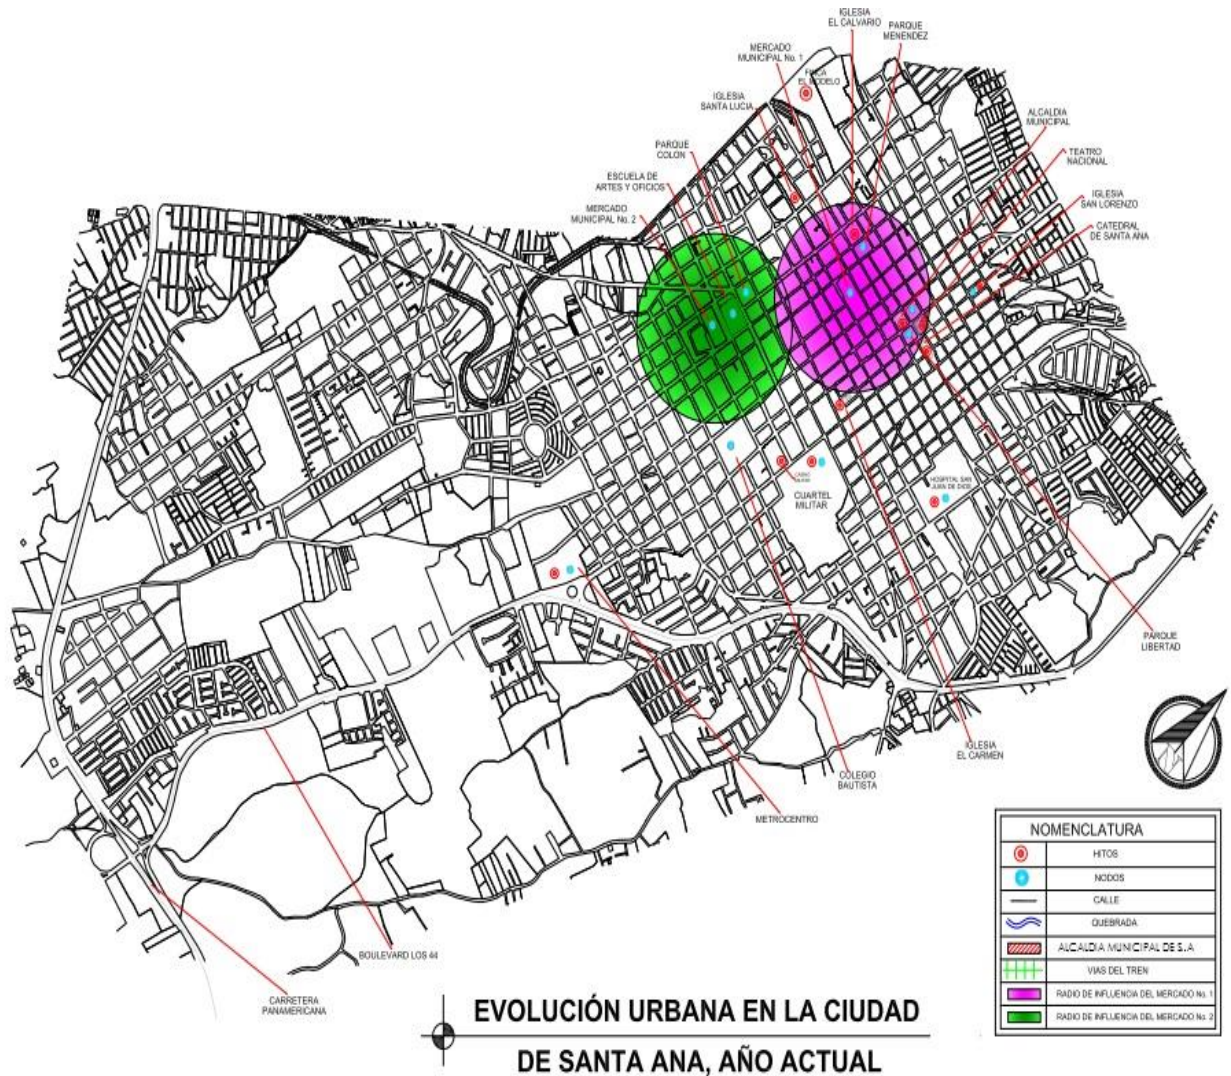 IGLESIA
EL CALVARIO
PARQUE
MENENDEZ
MERCADO
MUNICIPAL No. 1
FINCA
EL MODELO
IGLESIA
SANTA LUCIA
ALCALDIA
MUNICIPAL
PARQUE
COLON
TEATRO
NACIONAL
ESCUELA DE
ARTES Y OFICIOS
IGLESIA
SAN LORENZO
MERCADO
MUNICIPAL No. 2
CATEDRAL
DE SANTA ANA
CUARTEL
MILITAR
HOSPITAL SAN
JUAN DE DIOS
PARQUE
LIBERTAD
IGLESIA
EL CARMEN
COLEGIO
BAUTISTA
METROCENTRO
BOULEVARD LOS 44
CARRETERA
PANAMERICANA
NOMENCLATURA
HITOS
NODOS
CALLE
QUEBRADA
ALCALDIA MUNICIPAL DE S.A
VIAS DEL TREN
RADIO DE INFLUENCIA DEL MERCADO No. 1
RADIO DE INFLUENCIA DEL MERCADO No. 2
EVOLUCIÓN URBANA EN LA CIUDAD
DE SANTA ANA, AÑO ACTUAL